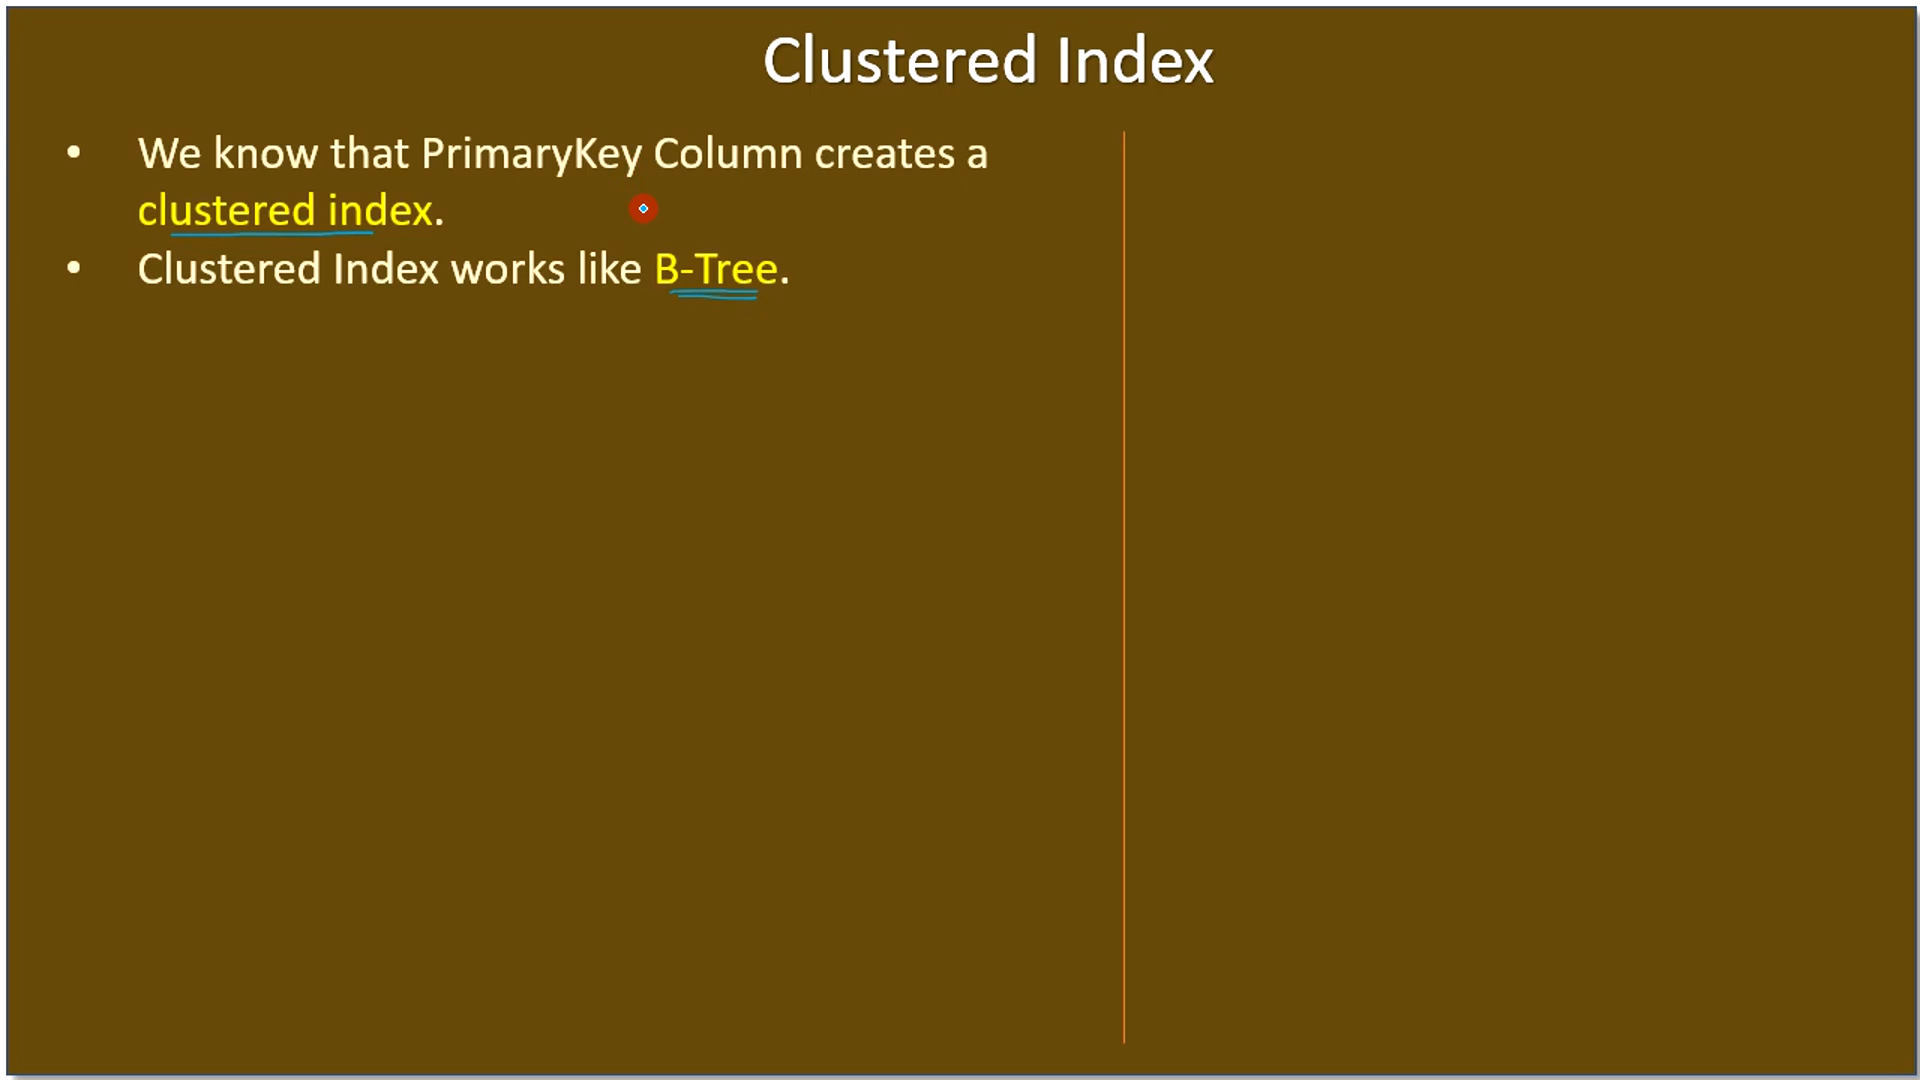 Clustered Index
• We know that PrimaryKey Column creates a
clustered index.
• Clustered Index works like B-Tree.